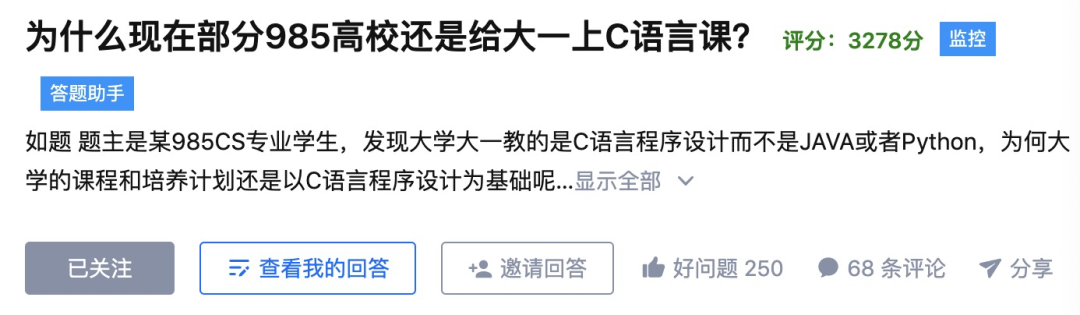 为什么现在部分985高校还是给大一上C语言课? 评分：3278分 监控
答题助手
如题 题主是某985CS专业学生，发现大学大一教的是C语言程序设计而不是JAVA或者Python，为何大
学的课程和培养计划还是以C语言程序设计为基础呢...显示全部
已关注 查看我的回答 邀请回答 好问题 250 68 条评论 分享